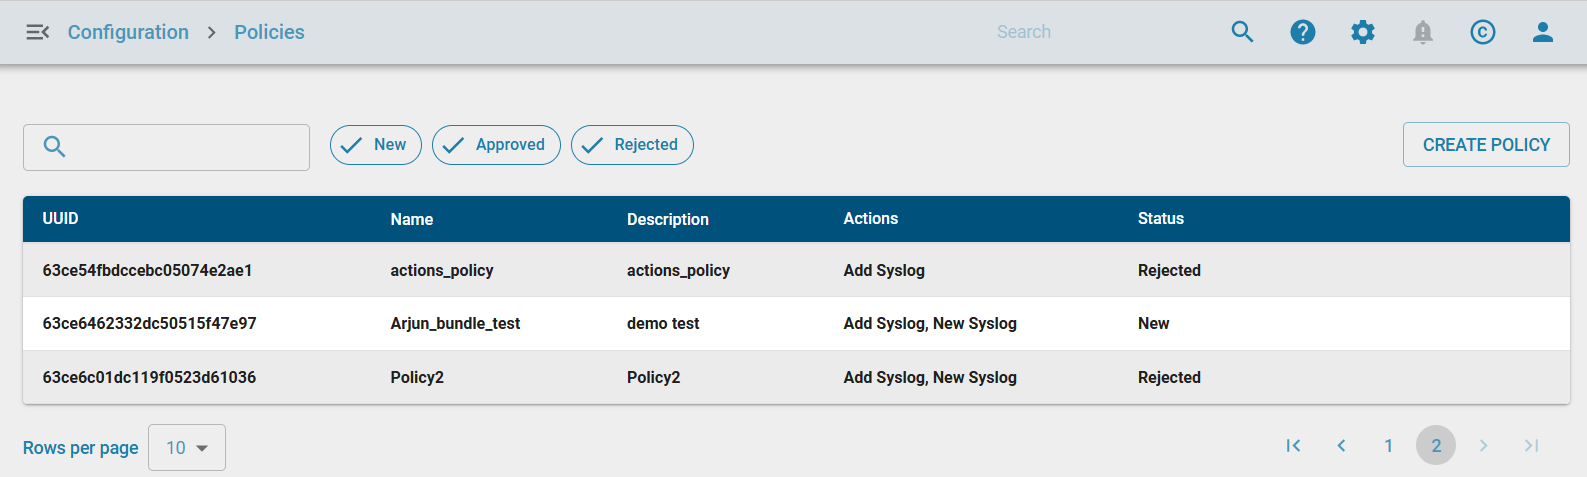 Configuration > Policies Search
New Approved Rejected CREATE POLICY
UUID Name Description Actions Status
63ce54fbdccebc05074e2ae1 actions_policy actions_policy Add Syslog Rejected
63ce6462332dc50515f47e97 Arjun_bundle_test demo test Add Syslog, New Syslog New
63ce6c01dc119f0523d61036 Policy2 Policy2 Add Syslog, New Syslog Rejected
Rows per page 10 1 2